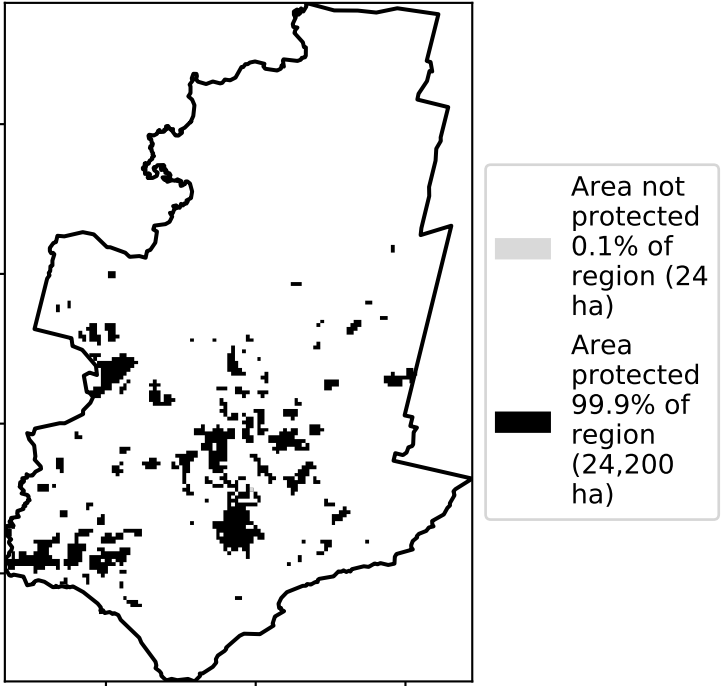 Area not
protected
0.1% of
region (24
ha)
Area
protected
99.9% of
region
(24,200
ha)